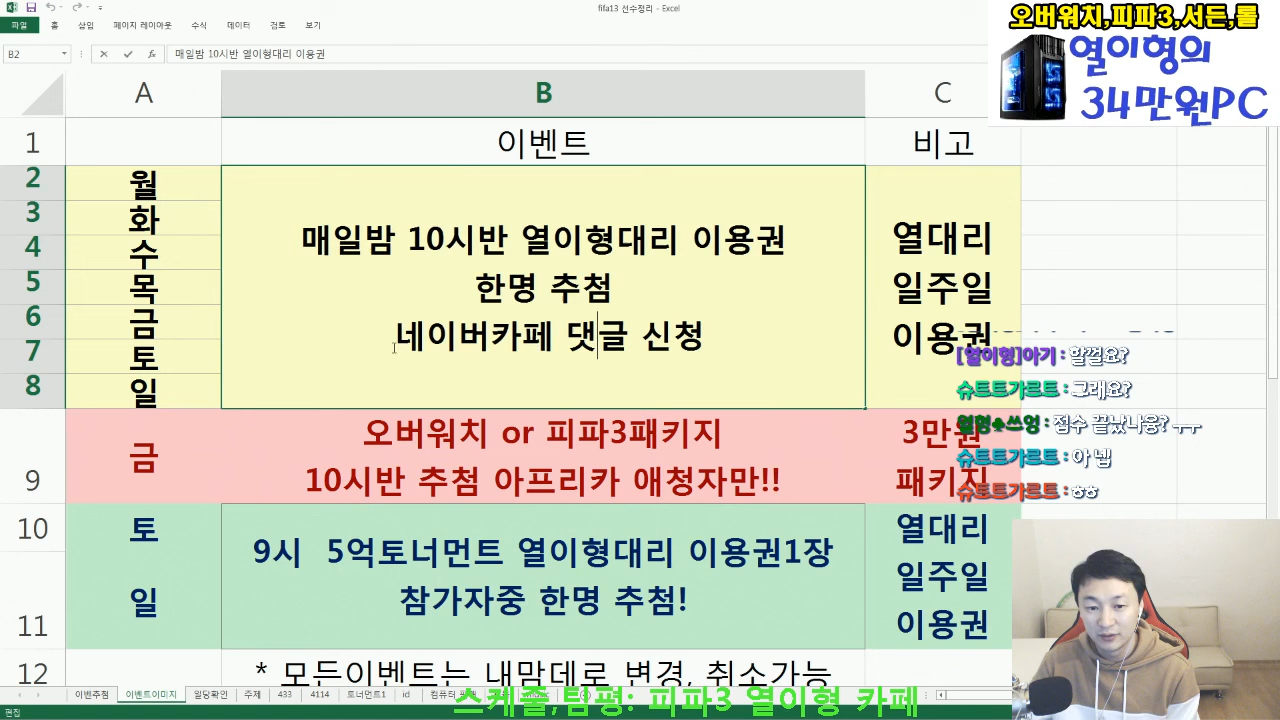 fifa13 선수정리 - Excel
파일 홈 삽입 페이지 레이아웃 수식 데이터 검토 보기
B2 fx 매일밤 10시반 열이형대리 이용권
오버워치,피파3,서든,롤
열이형의
34만원PC
A B C
1 이벤트 비고
2 월
3 화
4 수
5 목
6 금
7 토
8 일
매일밤 10시반 열이형대리 이용권
한명 추첨
네이버카페 댓글 신청
열대리
일주일
이용권
[열이형]아기 : 할껄요?
슈트트가르트 : 그래요?
열형♣쓰엉 : 점수 끝났나용? ㅜㅜ
슈트트가르트 : 아 넵
슈트트가르트 : ㅎㅎ
9 금
오버워치 or 피파3패키지
10시반 추첨 아프리카 애청자만!!
3만원
패키지
10 토
11 일
9시 5억토너먼트 열이형대리 이용권1장
참가자중 한명 추첨!
열대리
일주일
이용권
12 * 모든이벤트는 내맘데로 변경, 취소가능
이벤추첨 이벤트이미지 일당확인 주제 433 4114 토너먼트1 id 컴퓨터
스케줄,팀평: 피파3 열이형 카페
편집